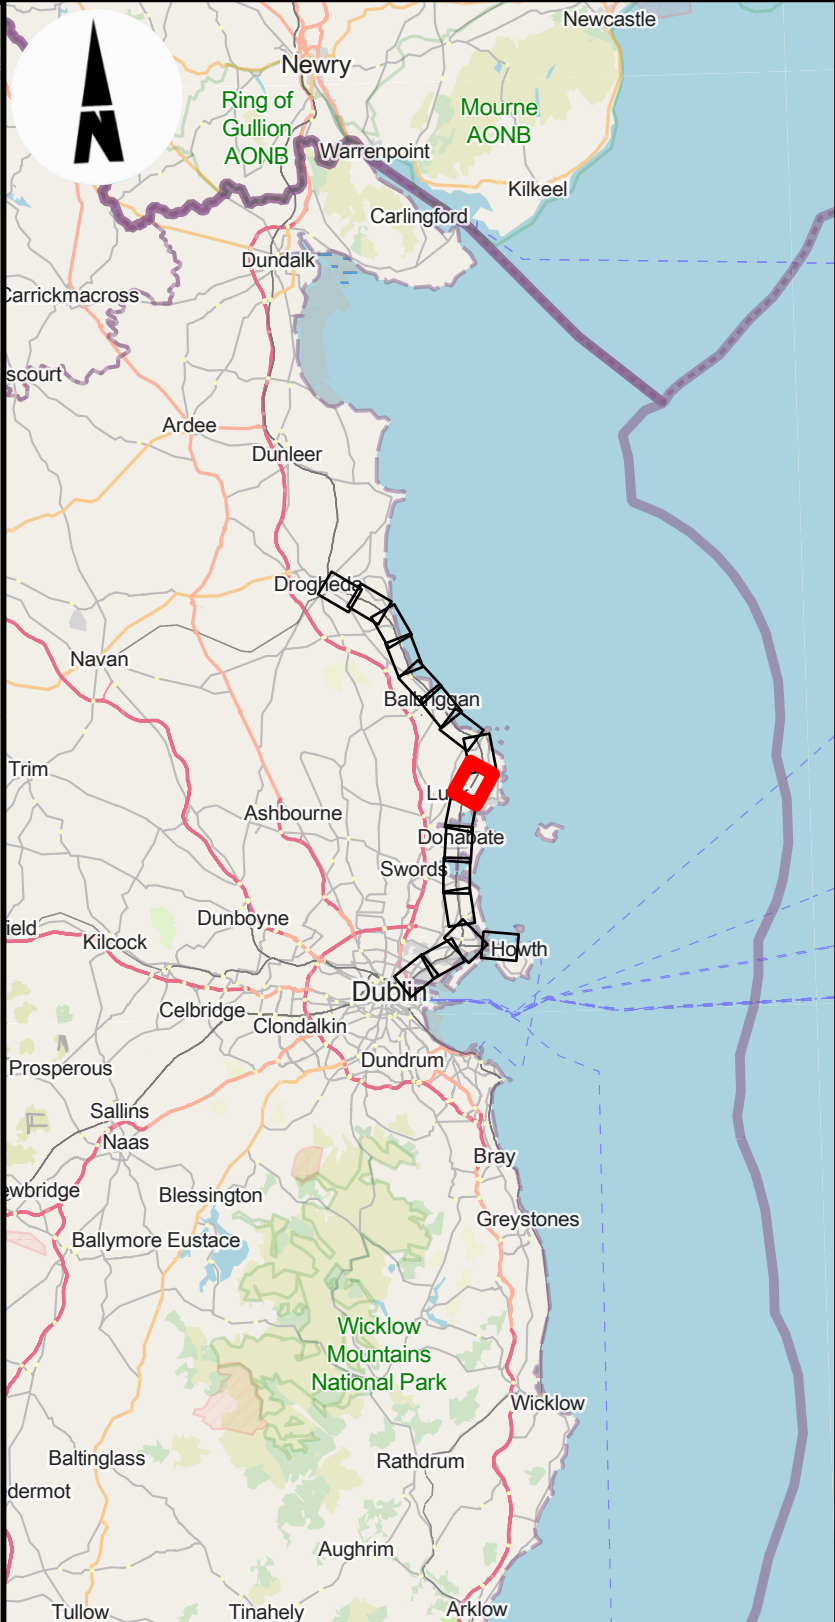 Newcastle
Newry
Ring of
Gullion
AONB
Mourne
AONB
N
Warrenpoint
Kilkeel
Carlingford
Dundalk
Carrickmacross
scourt
Ardee
Dunleer
Drogheda
Navan
Balbriggan
Trim
Lu
Ashbourne
Donabate
Swords
Dunboyne
ield
Kilcock
Howth
Dublin
Celbridge
Clondalkin
Dundrum
Prosperous
Sallins
Naas
Bray
ewbridge
Blessington
Greystones
Ballymore Eustace
Wicklow
Mountains
National Park
Wicklow
Baltinglass
Rathdrum
dermot
Aughrim
Tullow
Tinahely
Arklow